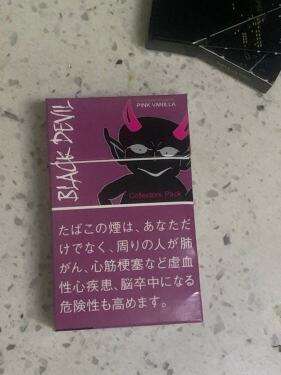 PINK VANILLA
BLACK DEVIL
Collectors Pack
たばこの煙は、あなただ
けでなく、周りの人が肺
がん、心筋梗塞など虚血
性心疾患、脳卒中になる
危険性も高めます。